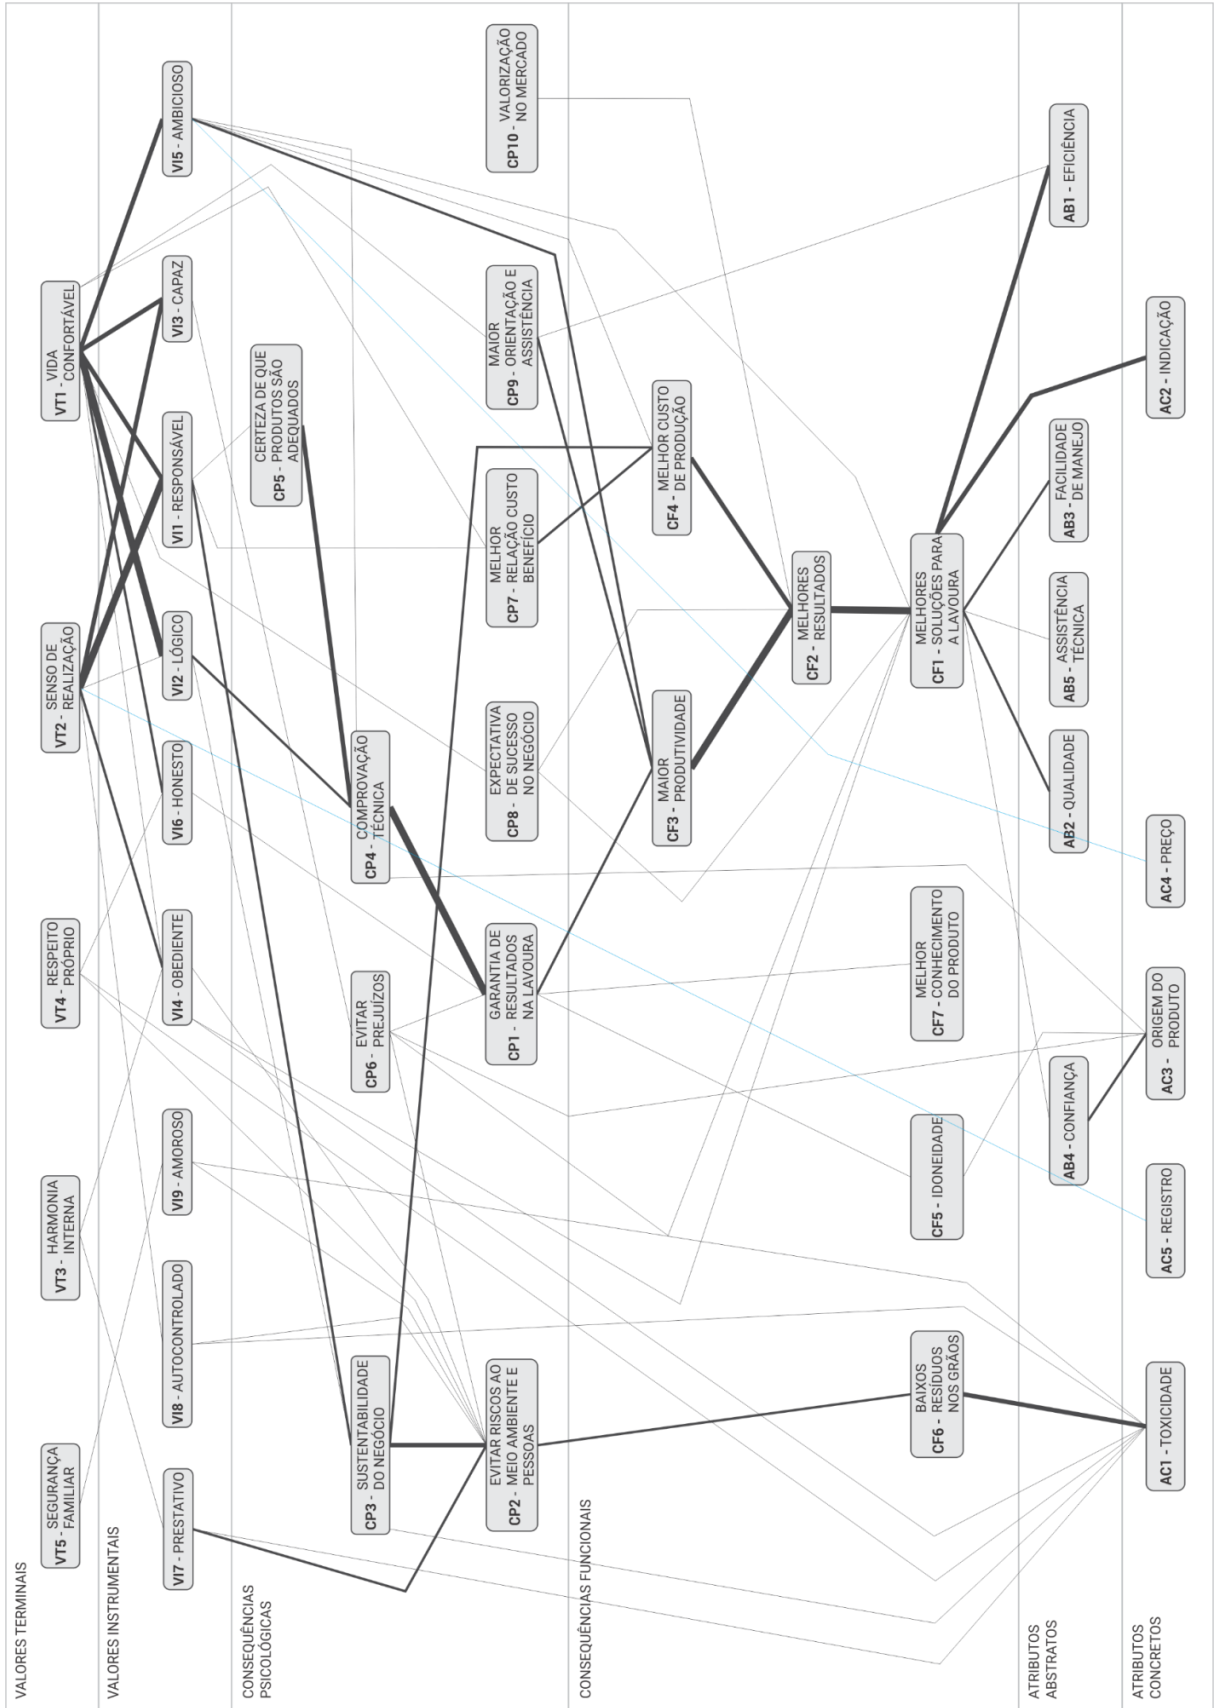 VALORES TERMINAIS
VT5 - SEGURANÇA
FAMILIAR
VT3 - HARMONIA
INTERNA
VT4 - RESPEITO
PRÓPRIO
VT2 - SENSO DE
REALIZAÇÃO
VT1 - VIDA
CONFORTÁVEL
VALORES INSTRUMENTAIS
VI7 - PRESTATIVO
VI8 - AUTOCONTROLADO
VI9 - AMOROSO
VI4 - OBEDIENTE
VI6 - HONESTO
VI2 - LÓGICO
VI1 - RESPONSÁVEL
VI3 - CAPAZ
VI5 - AMBICIOSO
CONSEQUÊNCIAS
PSICOLÓGICAS
CERTEZA DE QUE
CP5 - PRODUTOS SÃO
ADEQUADOS
CP3 - SUSTENTABILIDADE
DO NEGÓCIO
CP6 - EVITAR
PREJUÍZOS
CP4 - COMPROVAÇÃO
TÉCNICA
EVITAR RISCOS AO
CP2 - MEIO AMBIENTE E
PESSOAS
GARANTIA DE
CP1 - RESULTADOS
NA LAVOURA
EXPECTATIVA
CP8 - DE SUCESSO
NO NEGÓCIO
MELHOR
CP7 - RELAÇÃO CUSTO
BENEFÍCIO
MAIOR
CP9 - ORIENTAÇÃO E
ASSISTÊNCIA
CP10 - VALORIZAÇÃO
NO MERCADO
CONSEQUÊNCIAS FUNCIONAIS
CF3 - MAIOR
PRODUTIVIDADE
CF4 - MELHOR CUSTO
DE PRODUÇÃO
CF2 - MELHORES
RESULTADOS
BAIXOS
CF6 - RESÍDUOS
NOS GRÃOS
CF5 - IDONEIDADE
MELHOR
CF7 - CONHECIMENTO
DO PRODUTO
MELHORES
CF1 - SOLUÇÕES PARA
A LAVOURA
ATRIBUTOS
ABSTRATOS
AB4 - CONFIANÇA
AB2 - QUALIDADE
AB5 - ASSISTÊNCIA
TÉCNICA
AB3 - FACILIDADE
DE MANEJO
AB1 - EFICIÊNCIA
ATRIBUTOS
CONCRETOS
AC1 - TOXICIDADE
AC5 - REGISTRO
AC3 - ORIGEM DO
PRODUTO
AC4 - PREÇO
AC2 - INDICAÇÃO